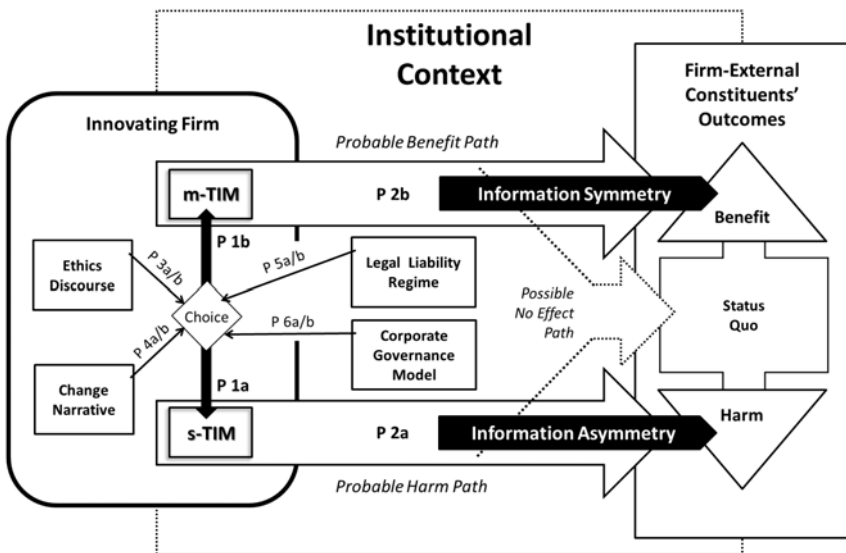 Institutional
Context
Firm-External
Constituents'
Outcomes
Innovating Firm
Probable Benefit Path
m-TIM
P 2b
Information Symmetry
Benefit
P 1b
Ethics
Discourse
P 3a/b
P 5a/b
Legal Liability
Regime
Choice
Possible
No Effect
Path
Status
Quo
P 4a/b
P 6a/b
Corporate
Governance
Model
Change
Narrative
P 1a
s-TIM
P 2a
Information Asymmetry
Harm
Probable Harm Path